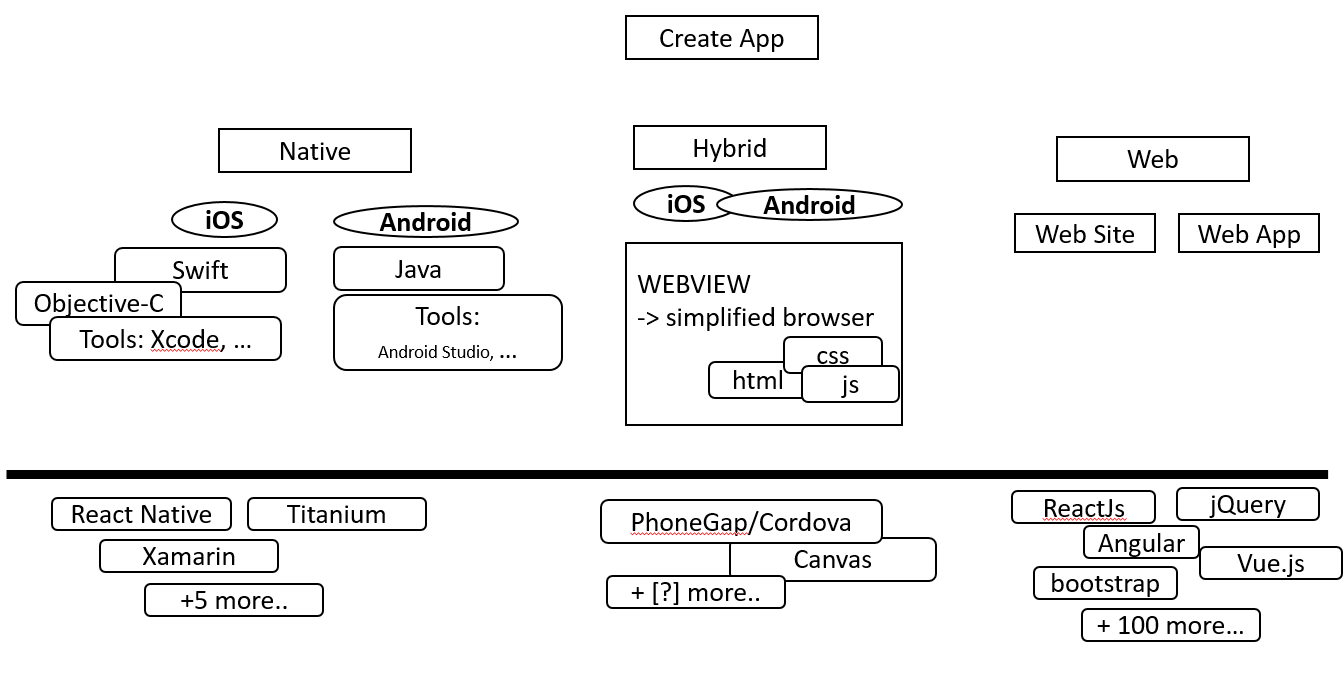 Create App
Native
Hybrid
Web
iOS
Android
iOS
Android
Web Site
Web App
Swift
Java
Objective-C
Tools: Xcode, ...
Tools:
Android Studio, ...
WEBVIEW
-> simplified browser
css
html
js
React Native
Titanium
Xamarin
+5 more..
PhoneGap/Cordova
Canvas
+ [?] more..
ReactJs
jQuery
Angular
Vue.js
bootstrap
+ 100 more...